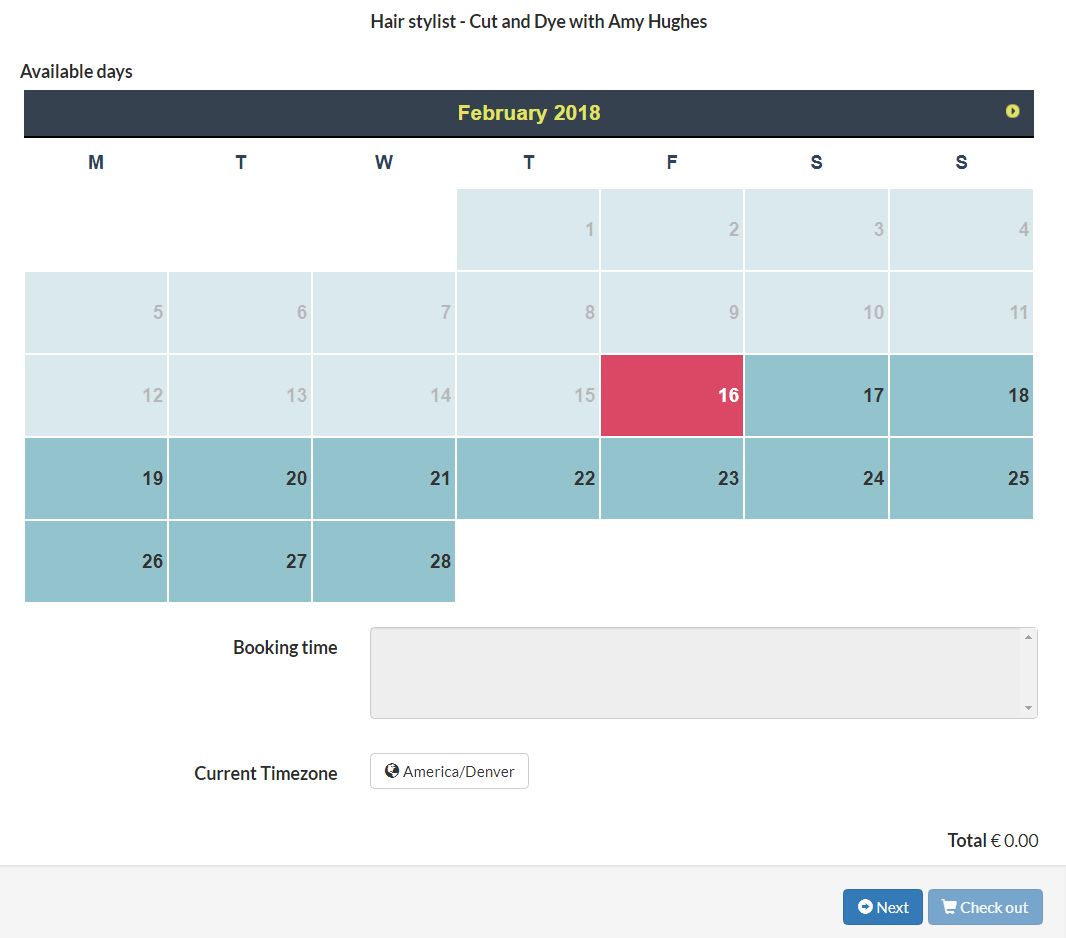 Hair stylist - Cut and Dye with Amy Hughes
Available days
February 2018
M T W T F S S
1 2 3 4
5 6 7 8 9 10 11
12 13 14 15 16 17 18
19 20 21 22 23 24 25
26 27 28
Booking time
Current Timezone America/Denver
Total € 0.00
Next Check out